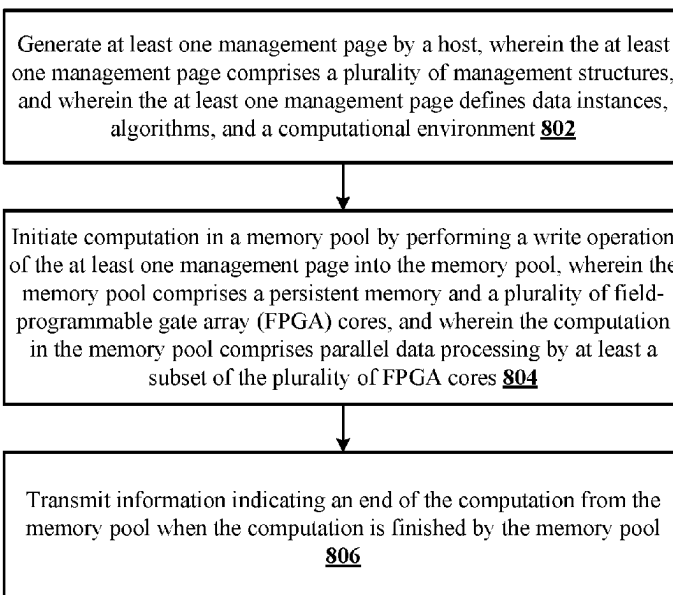 Generate at least one management page by a host, wherein the at least
one management page comprises a plurality of management structures,
and wherein the at least one management page defines data instances,
algorithms, and a computational environment 802
Initiate computation in a memory pool by performing a write operation
of the at least one management page into the memory pool, wherein the
memory pool comprises a persistent memory and a plurality of field-
programmable gate array (FPGA) cores, and wherein the computation
in the memory pool comprises parallel data processing by at least a
subset of the plurality of FPGA cores 804
Transmit information indicating an end of the computation from the
memory pool when the computation is finished by the memory pool
806